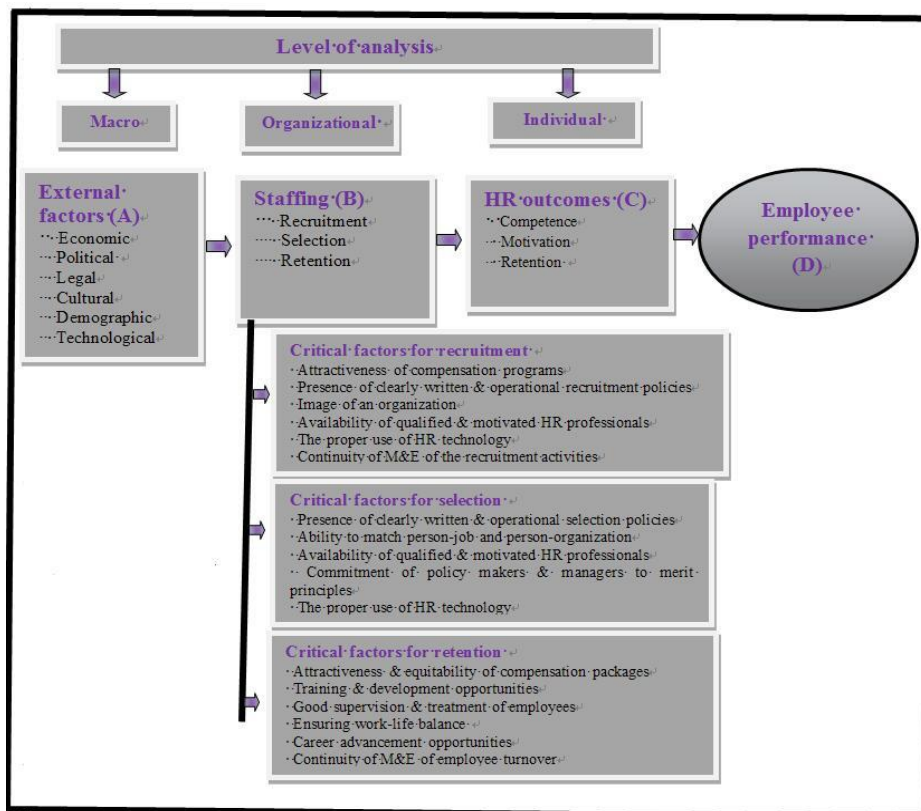 Level of analysis
Macro
Organizational
Individual
External
factors (A)
Economic
Political
Legal
Cultural
Demographic
Technological
Staffing (B)
Recruitment
Selection
Retention
HR outcomes (C)
Competence
Motivation
Retention
Employee
performance
(D)
Critical factors for recruitment
Attractiveness of compensation programs
Presence of clearly written & operational recruitment policies
Image of an organization
Availability of qualified & motivated HR professionals
The proper use of HR technology
Continuity of M&E of the recruitment activities
Critical factors for selection
Presence of clearly written & operational selection policies
Ability to match person-job and person-organization
Availability of qualified & motivated HR professionals
Commitment of policy makers & managers to merit
principles
The proper use of HR technology
Critical factors for retention
Attractiveness & equitability of compensation packages
Training & development opportunities
Good supervision & treatment of employees
Ensuring work-life balance
Career advancement opportunities
Continuity of M&E of employee turnover